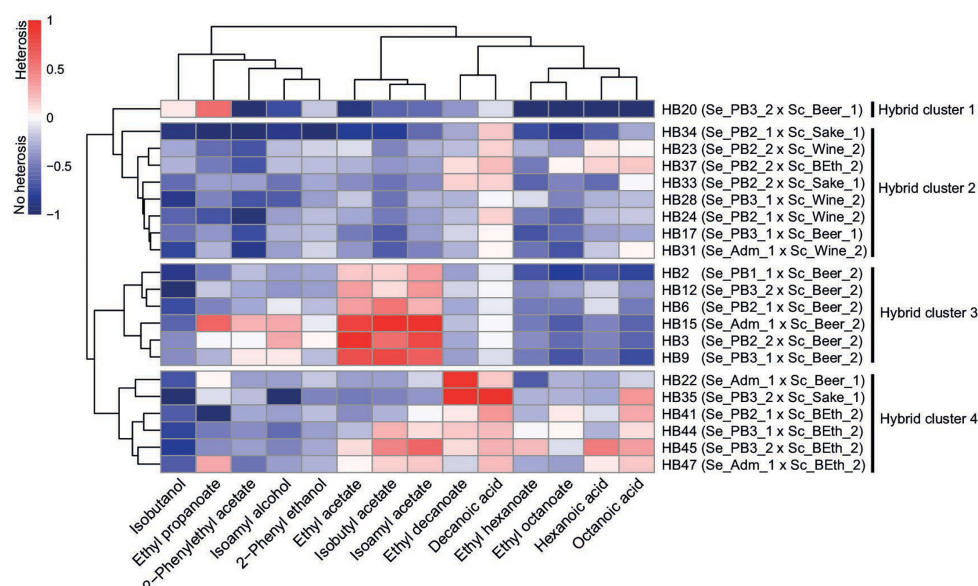 1
0.5
0
−0.5
−1
Heterosis
No heterosis
HB20 (Se_PB3_2 x Sc_Beer_1)
Hybrid cluster 1
HB34 (Se_PB2_1 x Sc_Sake_1)
HB23 (Se_PB2_2 x Sc_Wine_2)
HB37 (Se_PB2_2 x Sc_BEth_2)
HB33 (Se_PB2_2 x Sc_Sake_1)
HB28 (Se_PB3_1 x Sc_Wine_2)
HB24 (Se_PB2_1 x Sc_Wine_2)
HB17 (Se_PB3_1 x Sc_Beer_1)
HB31 (Se_Adm_1 x Sc_Wine_2)
Hybrid cluster 2
HB2 (Se_PB1_1 x Sc_Beer_2)
HB12 (Se_PB3_2 x Sc_Beer_2)
HB6 (Se_PB2_1 x Sc_Beer_2)
HB15 (Se_Adm_1 x Sc_Beer_2)
HB3 (Se_PB2_2 x Sc_Beer_2)
HB9 (Se_PB3_1 x Sc_Beer_2)
Hybrid cluster 3
HB22 (Se_Adm_1 x Sc_Beer_1)
HB35 (Se_PB3_2 x Sc_Sake_1)
HB41 (Se_PB2_1 x Sc_BEth_2)
HB44 (Se_PB3_1 x Sc_BEth_2)
HB45 (Se_PB3_2 x Sc_BEth_2)
HB47 (Se_Adm_1 x Sc_BEth_2)
Hybrid cluster 4
Isobutanol
Ethyl propanoate
2−Phenylethyl acetate
Isoamyl alcohol
2−Phenyl ethanol
Ethyl acetate
Isobutyl acetate
Isoamyl acetate
Ethyl decanoate
Decanoic acid
Ethyl hexanoate
Ethyl octanoate
Hexanoic acid
Octanoic acid